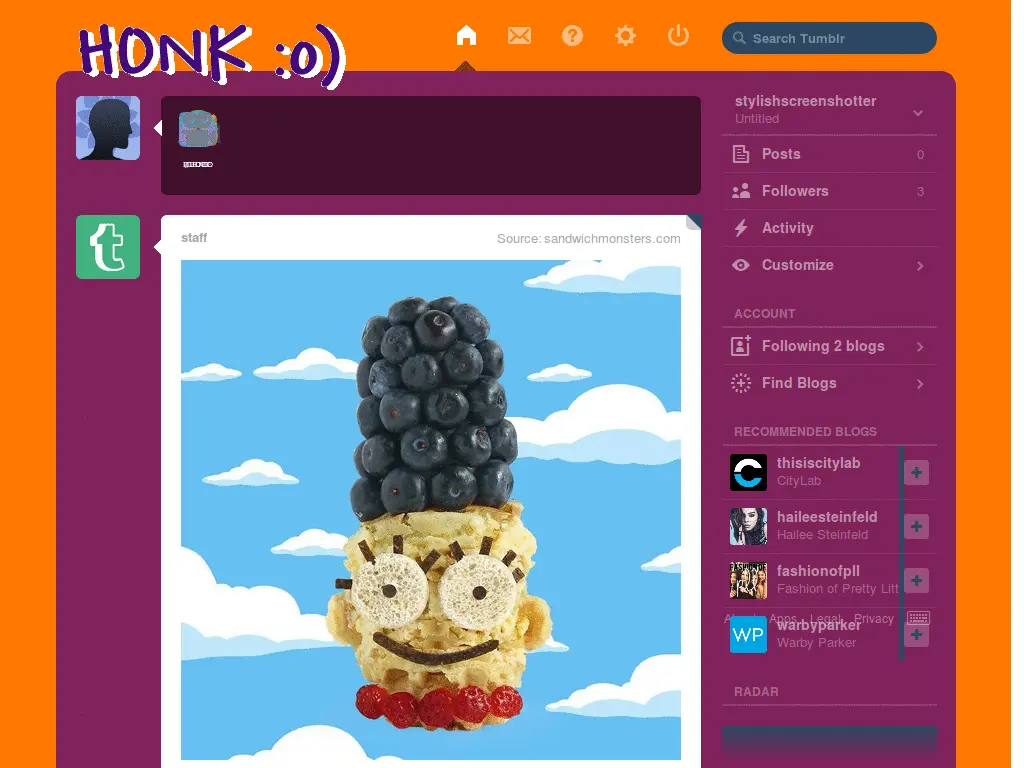 HONK :o)
Search Tumblr
stylishscreenshotter
Untitled
Posts 0
Followers 3
Activity
Customize
ACCOUNT
Following 2 blogs
Find Blogs
RECOMMENDED BLOGS
thisiscitylab
CityLab
haileesteinfeld
Hailee Steinfeld
fashionofpll
Fashion of Pretty Litt
Apps Legal Privacy
warbyparker
WP
Warby Parker
RADAR
staff
Source: sandwichmonsters.com